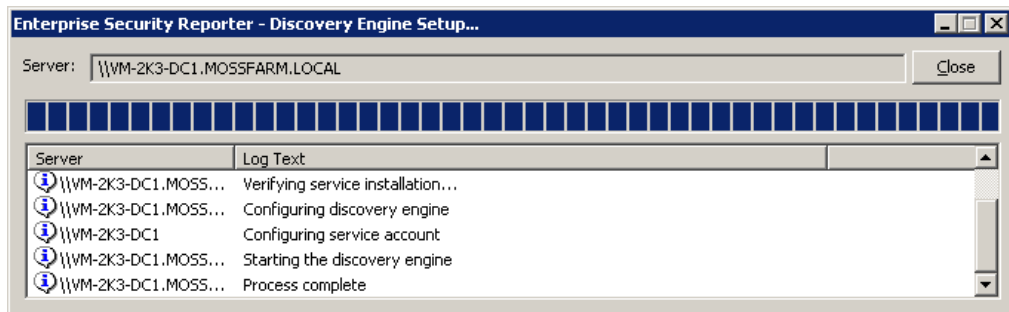 Enterprise Security Reporter - Discovery Engine Setup...
Server: \\VM-2K3-DC1.MOSSFARM.LOCAL Close
Server Log Text
\\VM-2K3-DC1.MOSS... Verifying service installation...
\\VM-2K3-DC1.MOSS... Configuring discovery engine
\\VM-2K3-DC1 Configuring service account
\\VM-2K3-DC1.MOSS... Starting the discovery engine
\\VM-2K3-DC1.MOSS... Process complete